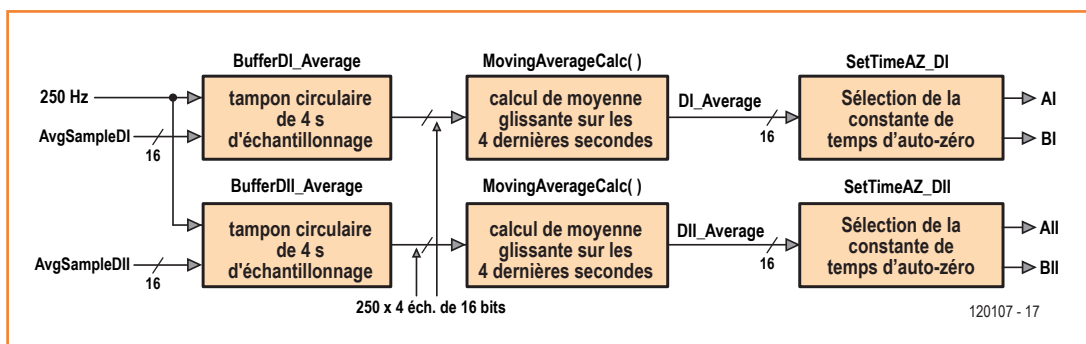 BufferDI_Average
MovingAverageCalc( )
SetTimeAZ_DI
250 Hz
AvgSampleDI
16
tampon circulaire
de 4 s
d'échantillonnage
calcul de moyenne
glissante sur les
4 dernières secondes
DI_Average
16
Sélection de la
constante de
temps d’auto-zéro
AI
BI
BufferDII_Average
MovingAverageCalc( )
SetTimeAZ_DII
AvgSampleDII
16
tampon circulaire
de 4 s
d'échantillonnage
calcul de moyenne
glissante sur les
4 dernières secondes
DII_Average
16
Sélection de la
constante de
temps d’auto-zéro
AII
BII
250 x 4 éch. de 16 bits
120107 - 17